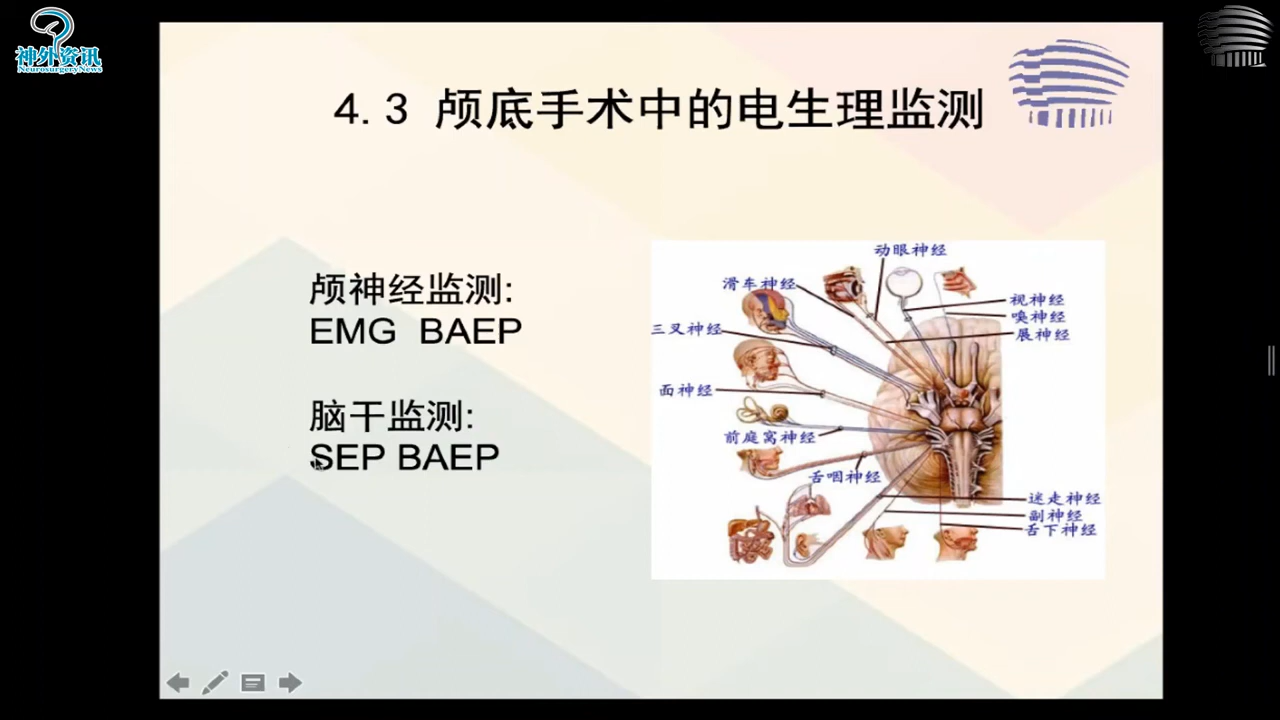 神外资讯
NeurosurgeryNews
4.3 颅底手术中的电生理监测
颅神经监测:
EMG BAEP
脑干监测:
SEP BAEP
动眼神经
滑车神经
视神经
嗅神经
展神经
三叉神经
面神经
前庭窝神经
舌咽神经
迷走神经
副神经
舌下神经